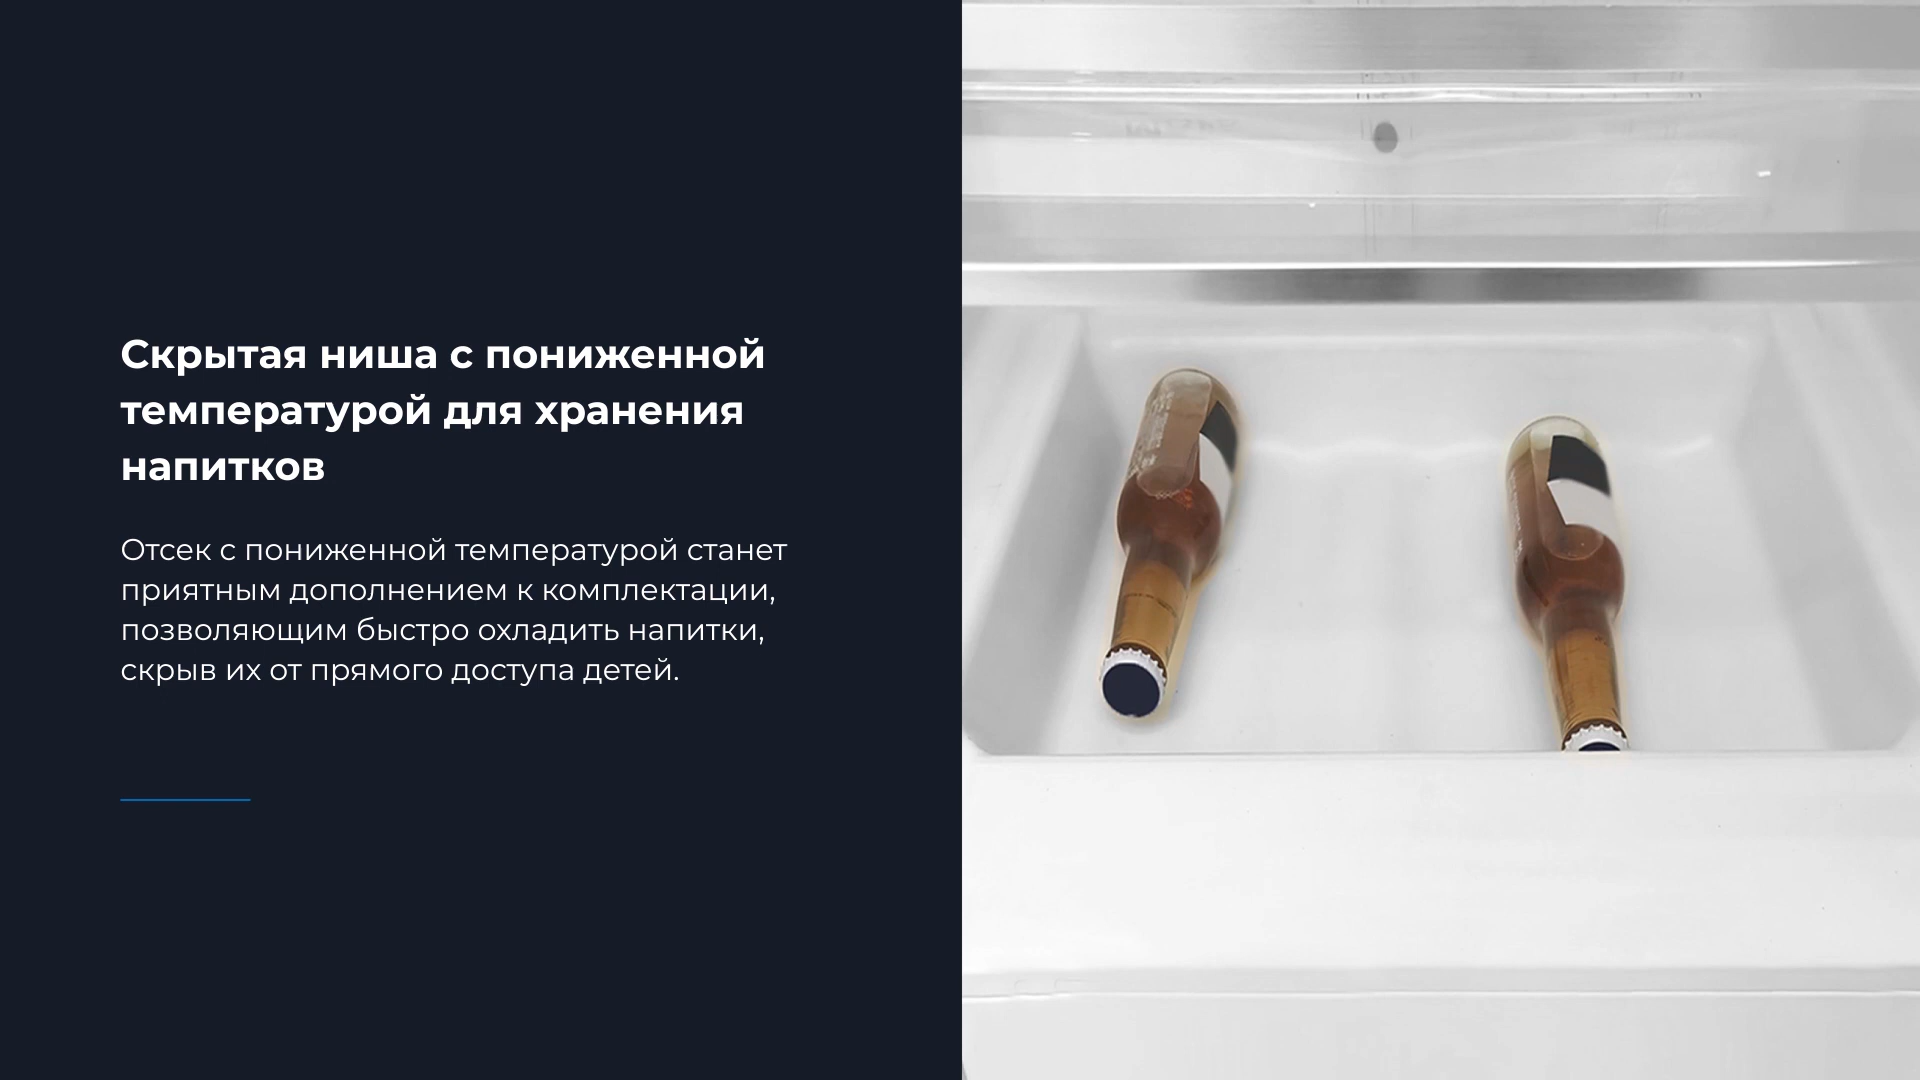 Скрытая ниша с пониженной
температурой для хранения
напитков
Отсек с пониженной температурой станет
приятным дополнением к комплектации,
позволяющим быстро охладить напитки,
скрыв их от прямого доступа детей.